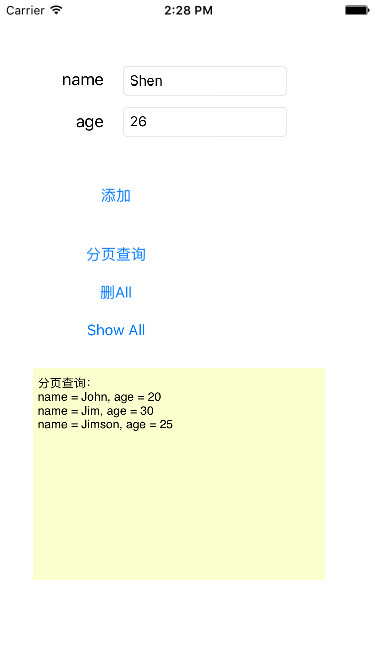 Carrier 2:28 PM
name Shen
age 26
添加
分页查询
删All
Show All
分页查询：
name = John, age = 20
name = Jim, age = 30
name = Jimson, age = 25